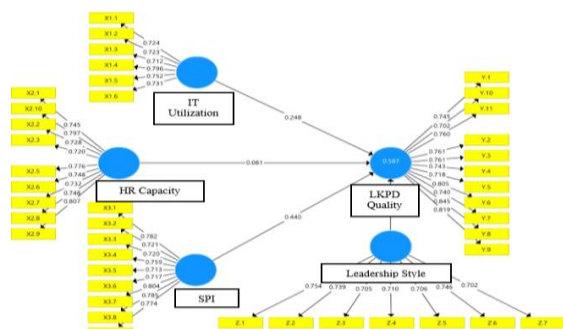 X1.1
X1.2
X1.3
X1.4
X1.5
X1.6
0.724
0.723
0.712
0.796
0.752
0.731
IT
Utilization
0.248
X2.1
X2.10
X2.2
X2.3
X2.5
X2.6
X2.7
X2.8
X2.9
0.745
0.797
0.728
0.720
0.776
0.748
0.732
0.746
0.807
HR Capacity
0.081
X3.1
X3.2
X3.3
X3.4
X3.5
X3.6
X3.7
X3.8
0.782
0.721
0.720
0.759
0.713
0.717
0.804
0.785
0.774
SPI
0.440
0.587
LKPD
Quality
Y.1
Y.10
Y.11
Y.2
Y.3
Y.4
Y.5
Y.6
Y.7
Y.8
Y.9
0.745
0.702
0.760
0.761
0.761
0.743
0.718
0.805
0.740
0.845
0.819
Leadership Style
0.754
0.739
0.705
0.710
0.706
0.746
0.702
Z.1
Z.2
Z.3
Z.4
Z.5
Z.6
Z.7